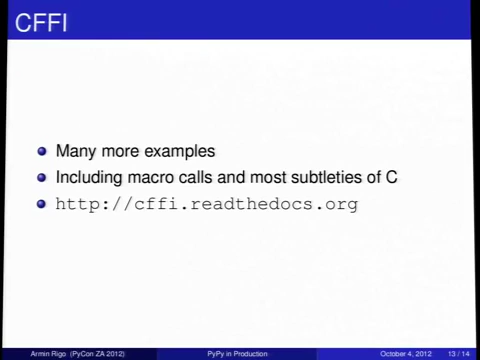 CFFI
Many more examples
Including macro calls and most subtleties of C
http://cffi.readthedocs.org
Armin Rigo (PyCon ZA 2012) PyPy in Production October 4, 2012 13 / 14